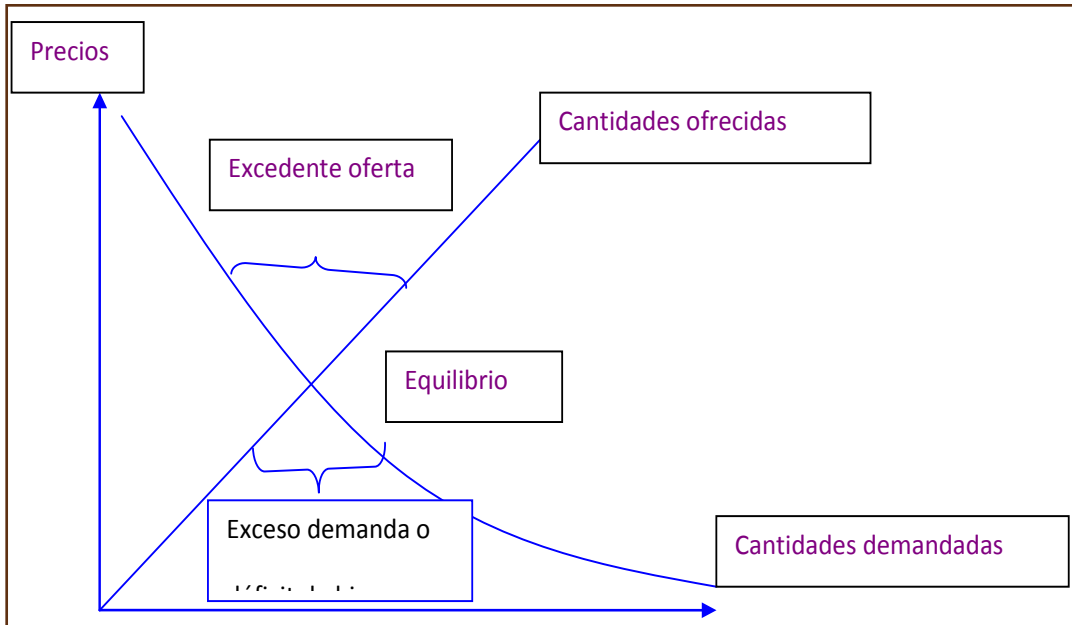 Precios
Cantidades ofrecidas
Excedente oferta
Equilibrio
Exceso demanda o
Cantidades demandadas